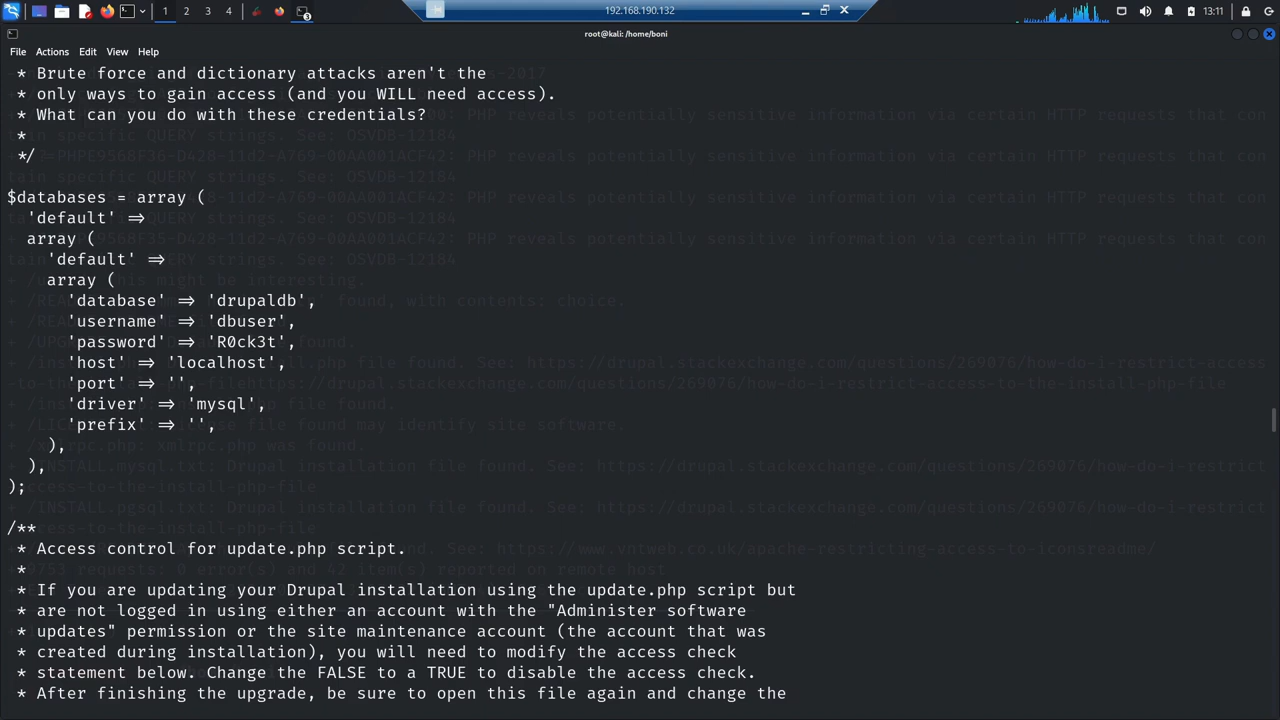 1
2
3
4
3
192.168.190.132
13:11
root@kali: /home/boni
File Actions Edit View Help
* Brute force and dictionary attacks aren't the
* only ways to gain access (and you WILL need access).
* What can you do with these credentials?
*
*/
$databases = array (
'default' =>
array (
'default' =>
array (
'database' => 'drupaldb',
'username' => 'dbuser',
'password' => 'R0ck3t',
'host' => 'localhost',
'port' => '',
'driver' => 'mysql',
'prefix' => '',
),
),
);
/**
* Access control for update.php script.
*
* If you are updating your Drupal installation using the update.php script but
* are not logged in using either an account with the "Administer software
* updates" permission or the site maintenance account (the account that was
* created during installation), you will need to modify the access check
* statement below. Change the FALSE to a TRUE to disable the access check.
* After finishing the upgrade, be sure to open this file again and change the